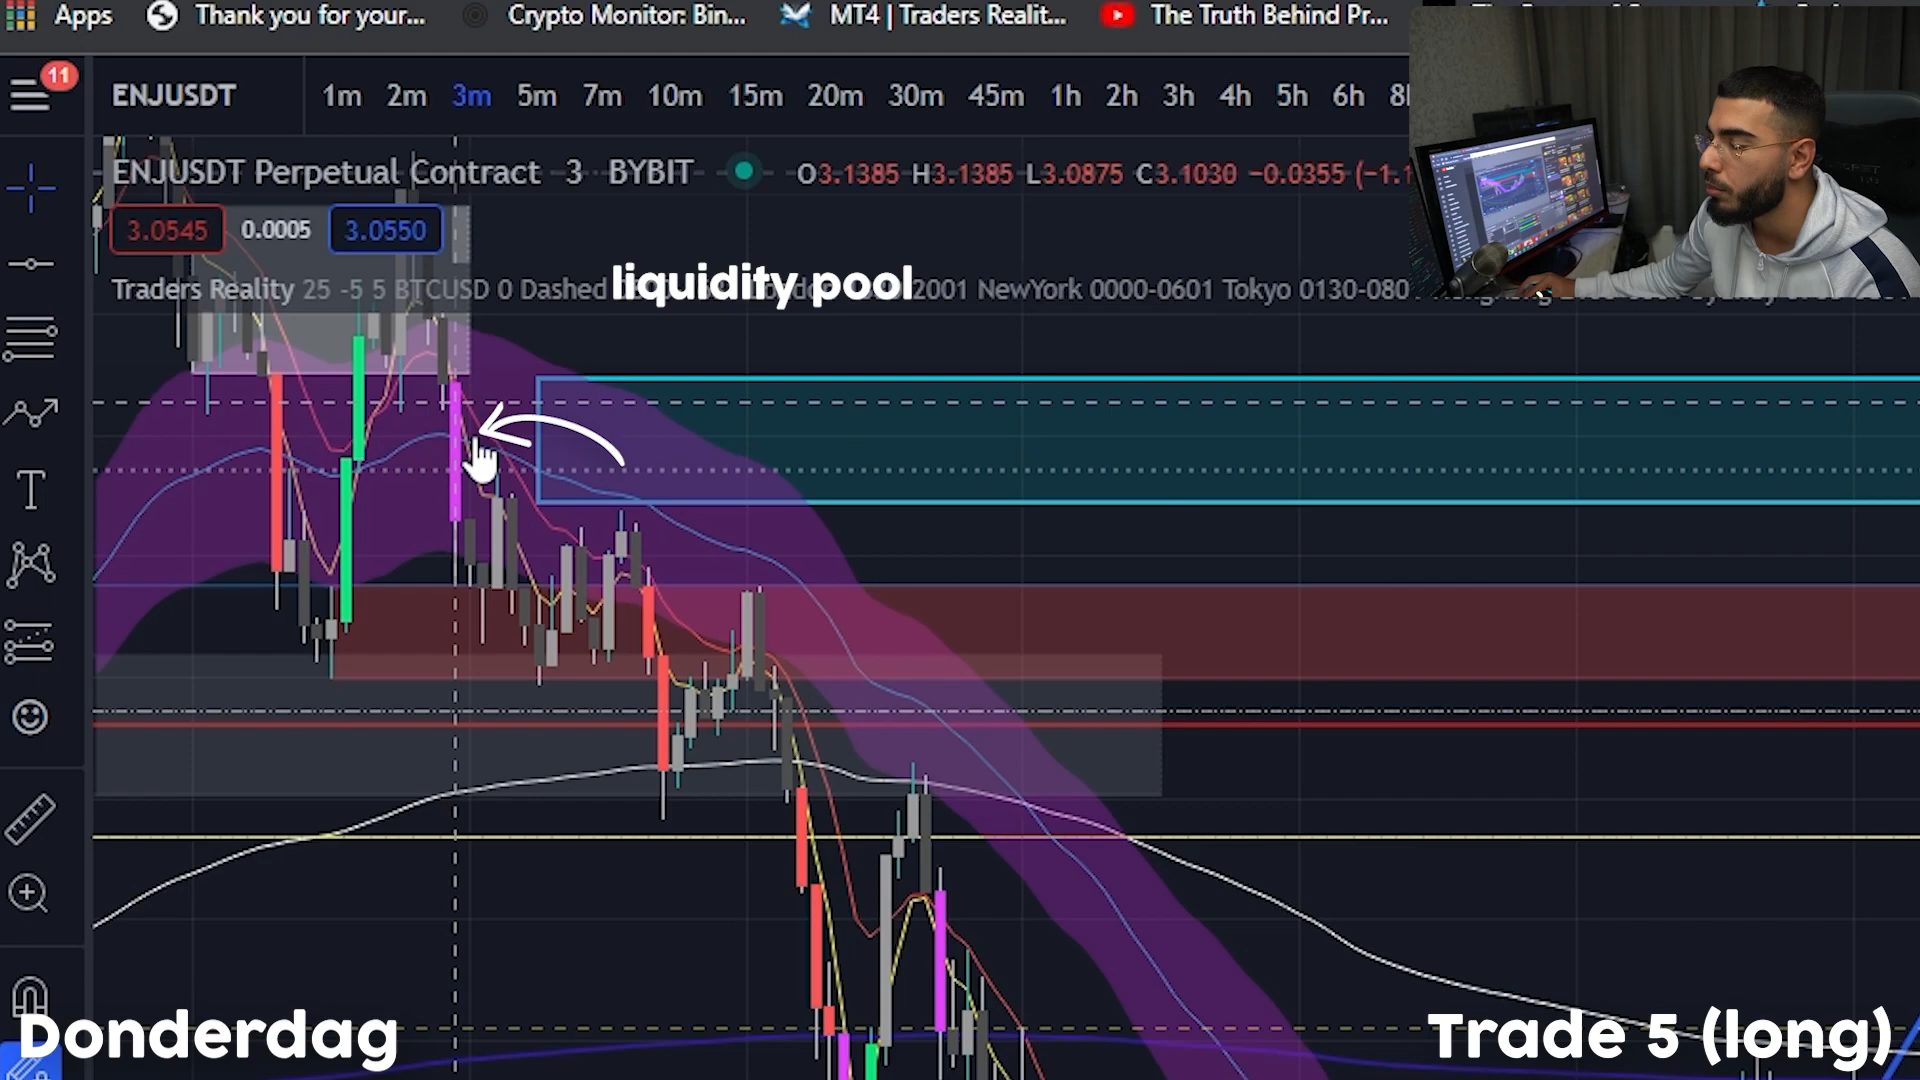 Apps Thank you for your... Crypto Monitor: Bin... MT4 | Traders Realit... The Truth Behind Pr...
11
ENJUSDT 1m 2m 3m 5m 7m 10m 15m 20m 30m 45m 1h 2h 3h 4h 5h 6h
ENJUSDT Perpetual Contract · 3 · BYBIT O3.1385 H3.1385 L3.0875 C3.1030 −0.0355 (−1.1
3.0545 0.0005 3.0550
Traders Reality 25 -5 5 BTCUSD 0 Dashed 2001 NewYork 0000-0601 Tokyo 0130-080
liquidity pool
Donderdag
Trade 5 (long)